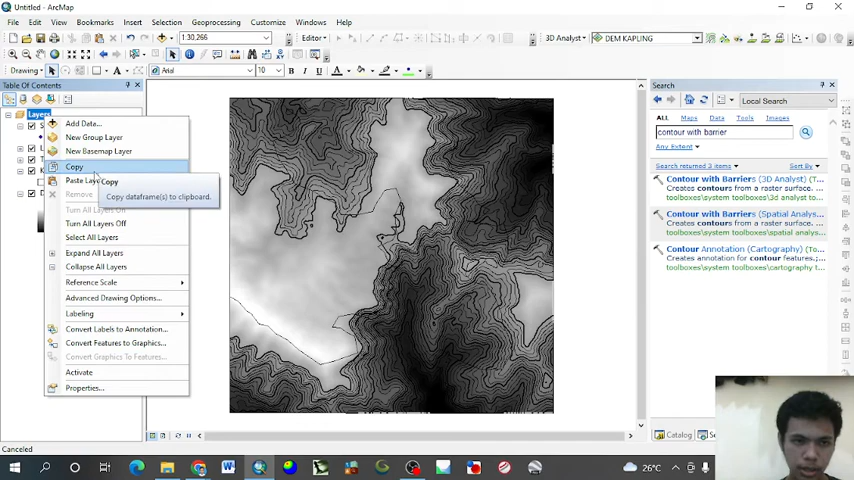 Untitled - ArcMap
File Edit View Bookmarks Insert Selection Geoprocessing Customize Windows Help
1:30,266 Editor 3D Analyst DEM KAPLING
Drawing Arial 10 B I U A
Table Of Contents
Layers
Add Data...
New Group Layer
New Basemap Layer
Copy
Paste Laye
Copy
Copy dataframe(s) to clipboard.
Remove
Turn All Layers On
Turn All Layers Off
Select All Layers
Expand All Layers
Collapse All Layers
Reference Scale
Advanced Drawing Options...
Labeling
Convert Labels to Annotation...
Convert Features to Graphics...
Convert Graphics To Features...
Activate
Properties...
Search
Local Search
ALL Maps Data Tools Images
contour with barrier
Any Extent
Search returned 3 items Sort By
Contour with Barriers (3D Analyst)
Creates contours from a raster surface.
toolboxes\system toolboxes\3d analyst
Contour with Barriers (Spatial Analys...
Creates contours from a raster surface.
toolboxes\system toolboxes\spatial analys
Contour Annotation (Cartography)
Creates annotation for contour features.
toolboxes\system toolboxes\cartography
Catalog
Canceled
26°C